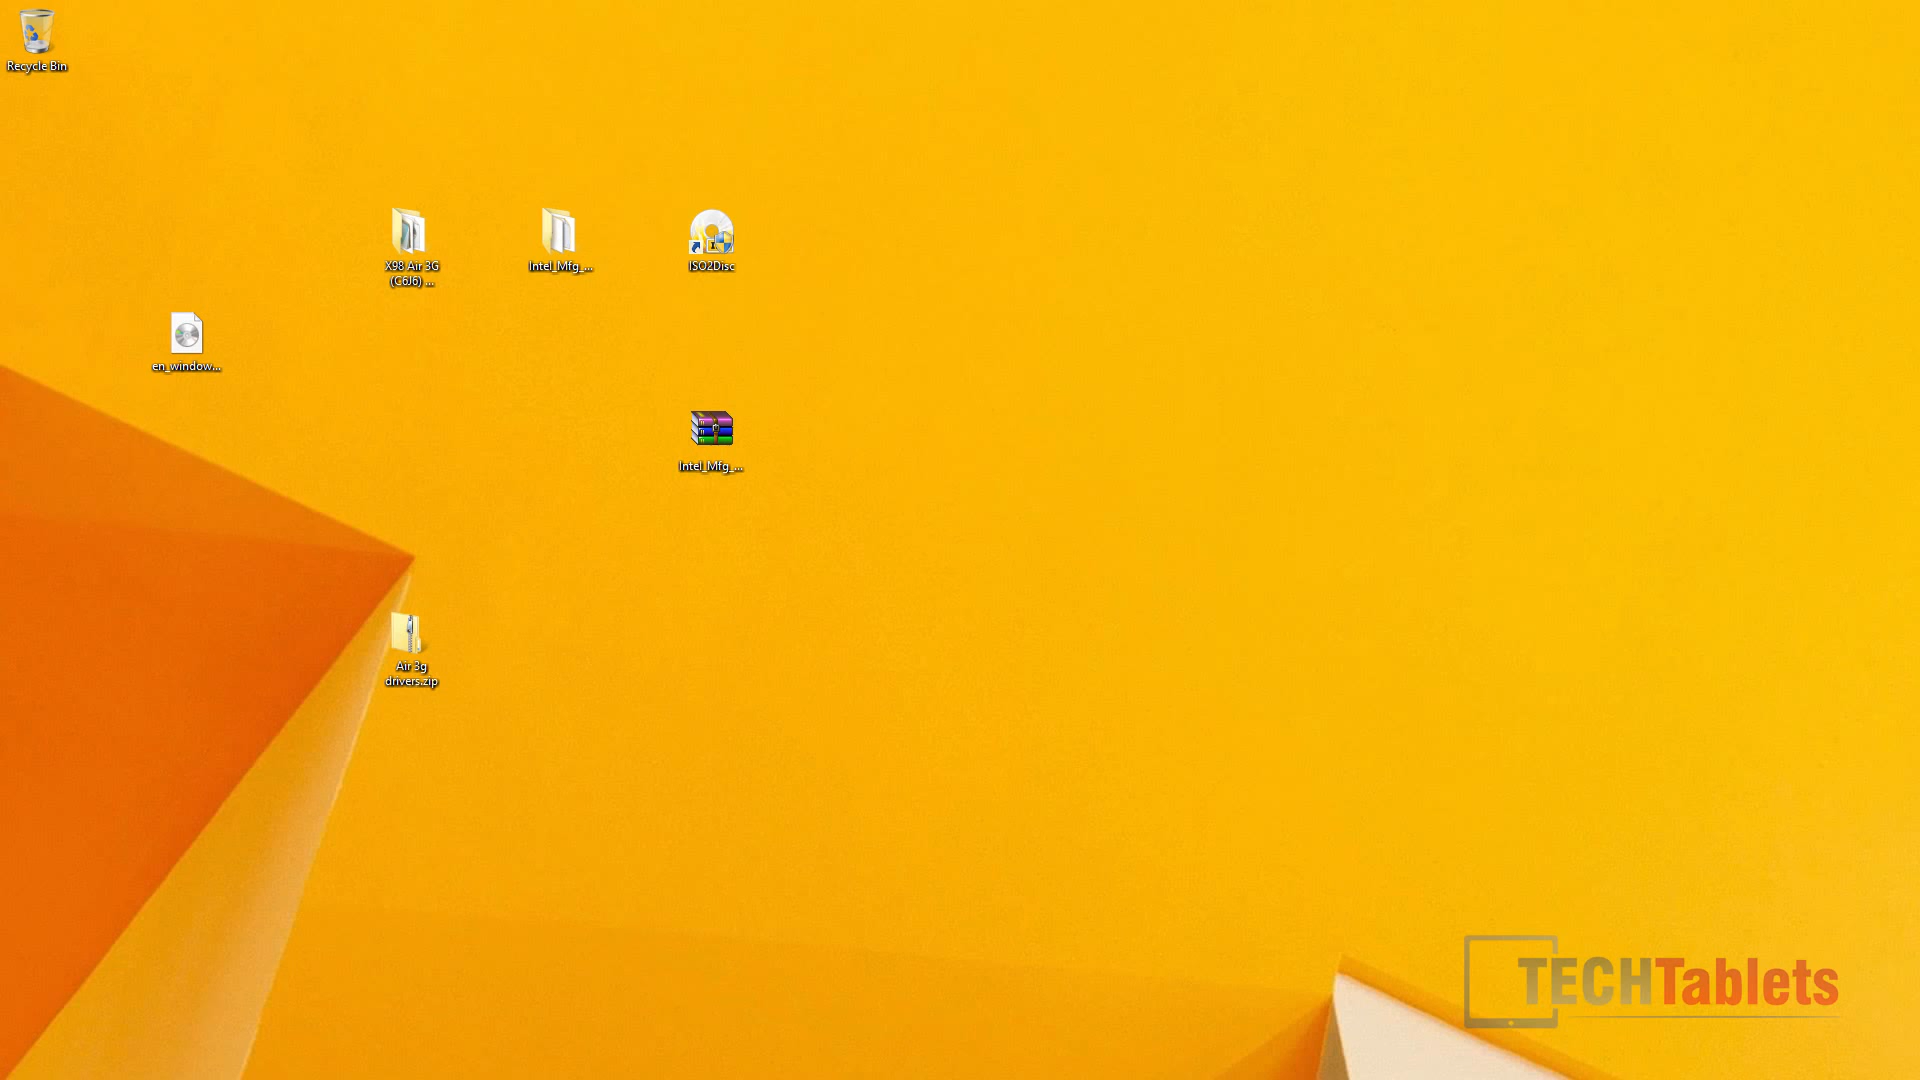 Recycle Bin
X98 Air 3G
(C6J6) ...
Intel_Mfg_...
ISO2Disc
en_window...
Intel_Mfg_...
Air 3g
drivers.zip
TECHTablets